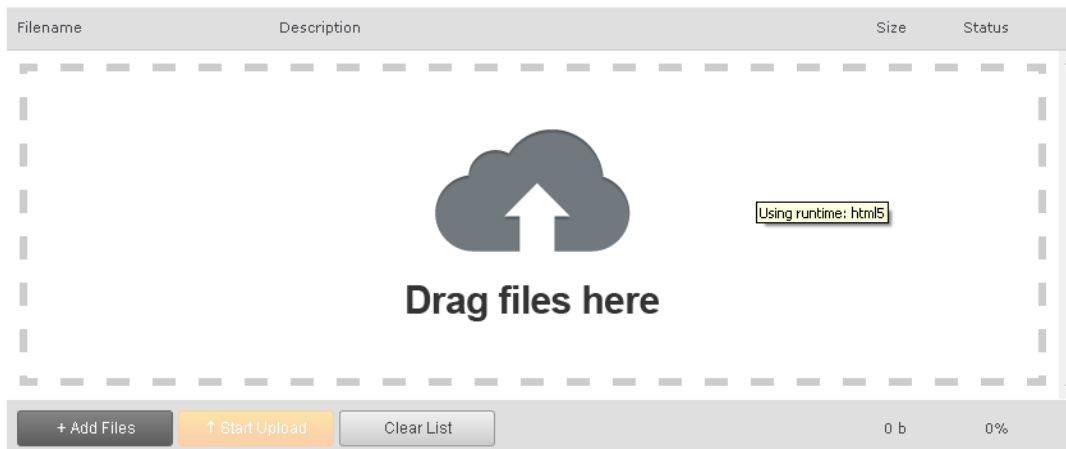 Filename Description Size Status
Using runtime: html5
Drag files here
+ Add Files ↑ Start Upload Clear List 0 b 0%